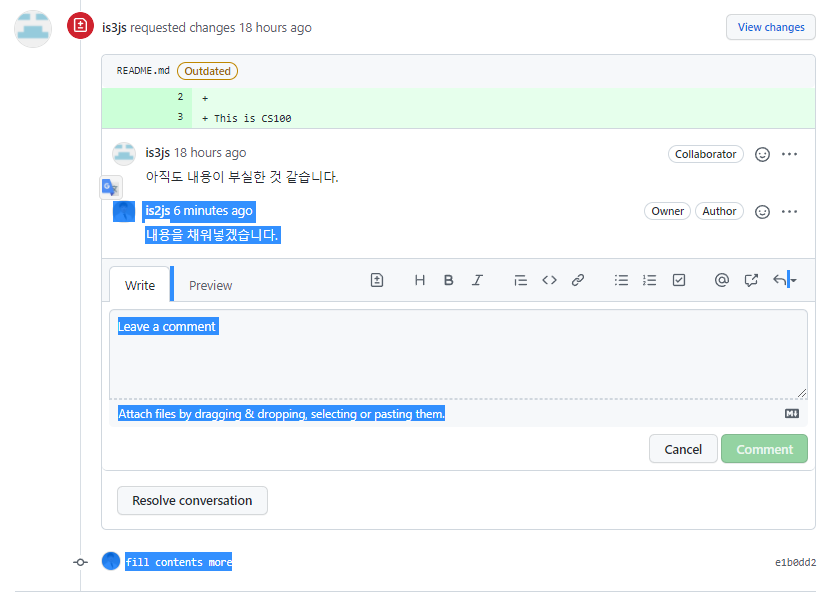 is3js requested changes 18 hours ago
View changes
README.md Outdated
2 +
3 + This is CS100
is3js 18 hours ago
Collaborator
아직도 내용이 부실한 것 같습니다.
is2js 6 minutes ago
Owner Author
내용을 채워넣겠습니다.
Write Preview
Leave a comment
Attach files by dragging & dropping, selecting or pasting them.
Cancel Comment
Resolve conversation
fill contents more
e1b0dd2